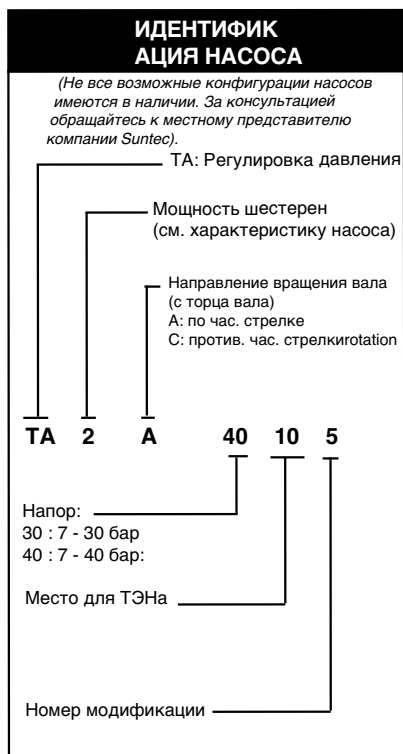 ИДЕНТИФИК
АЦИЯ НАСОСА
(Не все возможные конфигурации насосов
имеются в наличии. За консультацией
обращайтесь к местному представителю
компании Suntec).
TA: Регулировка давления
Мощность шестерен
(см. характеристику насоса)
Направление вращения вала
(с торца вала)
A: по час. стрелке
C: против. час. стрелкиrotation
TA 2 A 40 10 5
Напор:
30 : 7 - 30 бар
40 : 7 - 40 бар:
Место для ТЭНа
Номер модификации